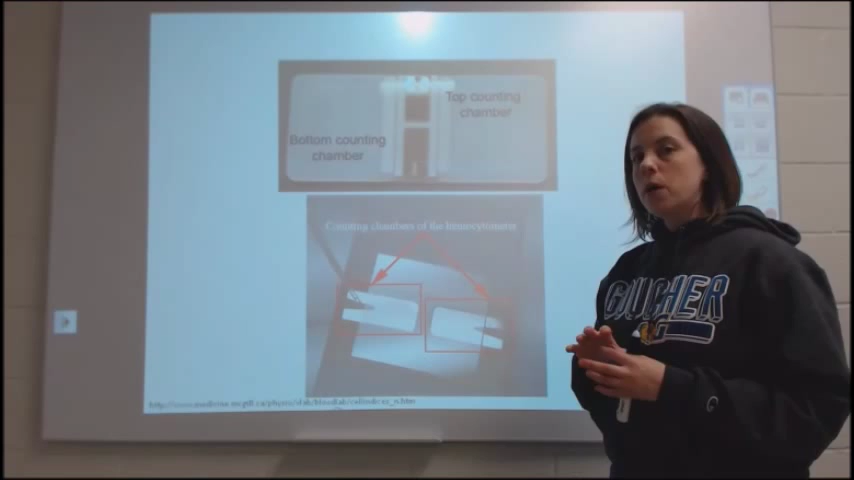 Top counting
chamber
Bottom counting
chamber
Counting chambers of the hemocytometer
GOUCHER